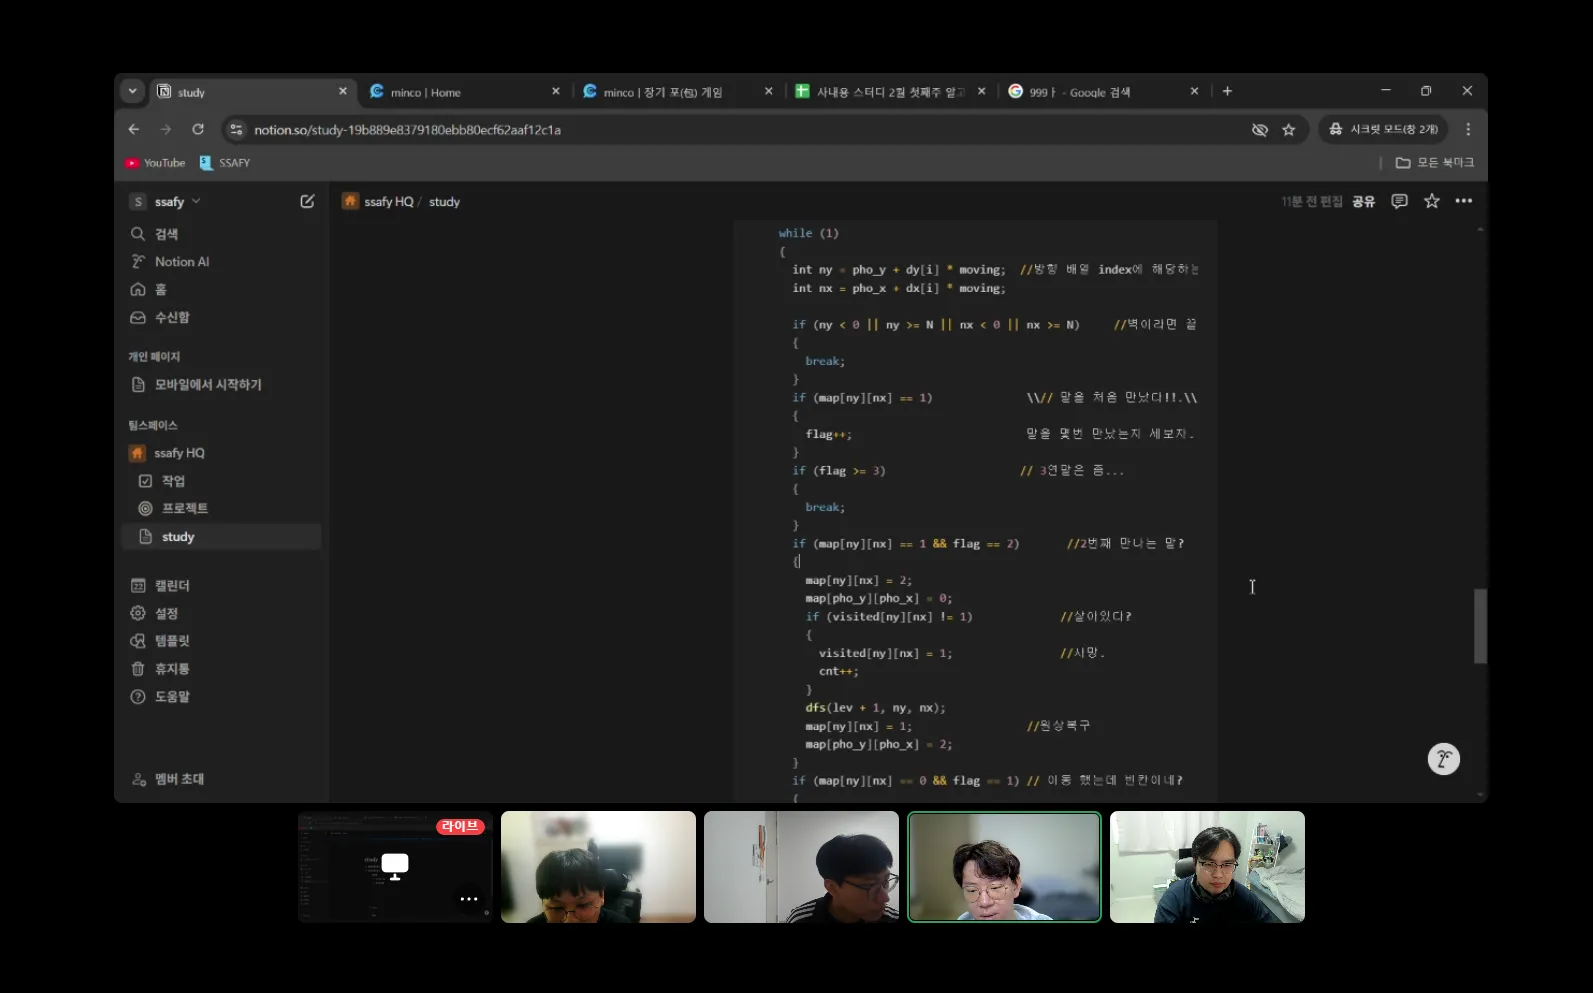 study
minco | Home
minco | 장기 포(包) 게임
사내용 스터디 2월 첫째주 알고
999ㅏ - Google 검색
notion.so/study-19b889e8379180ebb80ecf62aaf12c1a
시크릿 모드(창 2개)
YouTube
SSAFY
모든 북마크
S ssafy
ssafy HQ / study
11분 전 편집
공유
검색
Notion AI
홈
수신함
개인 페이지
모바일에서 시작하기
팀스페이스
ssafy HQ
작업
프로젝트
study
22 캘린더
설정
템플릿
휴지통
도움말
멤버 초대
while (1)
{
int ny = pho_y + dy[i] * moving; //방향 배열 index에 해당하는
int nx = pho_x + dx[i] * moving;
if (ny < 0 || ny >= N || nx < 0 || nx >= N) //벽이라면 끝
{
break;
}
if (map[ny][nx] == 1) \\// 말을 처음 만났다!!.\\
{
flag++; 말을 몇번 만났는지 세보자.
}
if (flag >= 3) // 3연말은 좀...
{
break;
}
if (map[ny][nx] == 1 && flag == 2) //2번째 만나는 말?
{
map[ny][nx] = 2;
map[pho_y][pho_x] = 0;
if (visited[ny][nx] != 1) //살아있다?
{
visited[ny][nx] = 1; //사망.
cnt++;
}
dfs(lev + 1, ny, nx);
map[ny][nx] = 1; //원상복구
map[pho_y][pho_x] = 2;
}
if (map[ny][nx] == 0 && flag == 1) // 이동 했는데 빈칸이네?
{
라이브